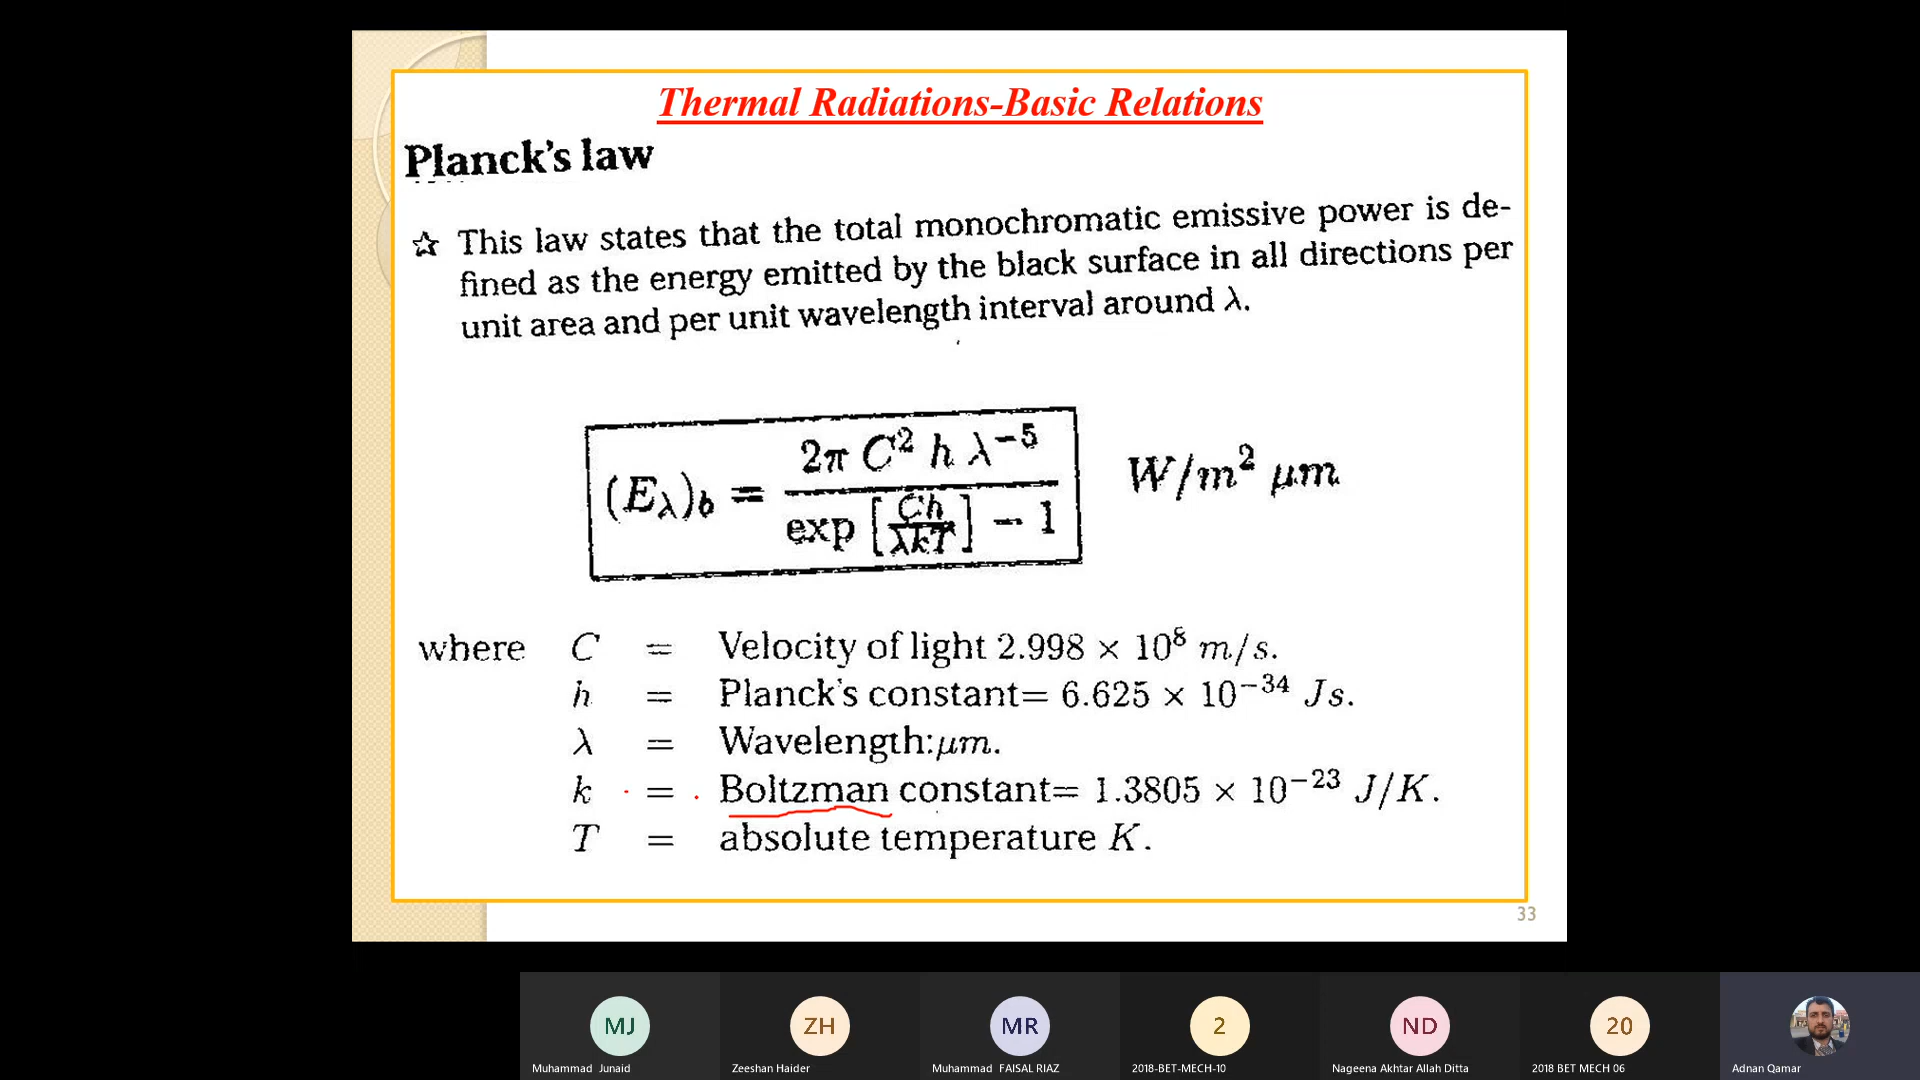 Thermal Radiations-Basic Relations
Planck's law
☆ This law states that the total monochromatic emissive power is de-
fined as the energy emitted by the black surface in all directions per
unit area and per unit wavelength interval around λ.
(E_λ)_b = \frac{2π C^2 h λ^{-5}}{exp [\frac{Ch}{λkT}] - 1} W/m² μm
where C = Velocity of light 2.998 × 10⁸ m/s.
h = Planck's constant= 6.625 × 10⁻³⁴ Js.
λ = Wavelength:μm.
k = Boltzman constant= 1.3805 × 10⁻²³ J/K.
T = absolute temperature K.
33
MJ ZH MR 2 ND 20
Muhammad Junaid Zeeshan Haider Muhammad FAISAL RIAZ 2018-BET-MECH-10 Nageena Akhtar Allah Ditta 2018 BET MECH 06 Adnan Qamar